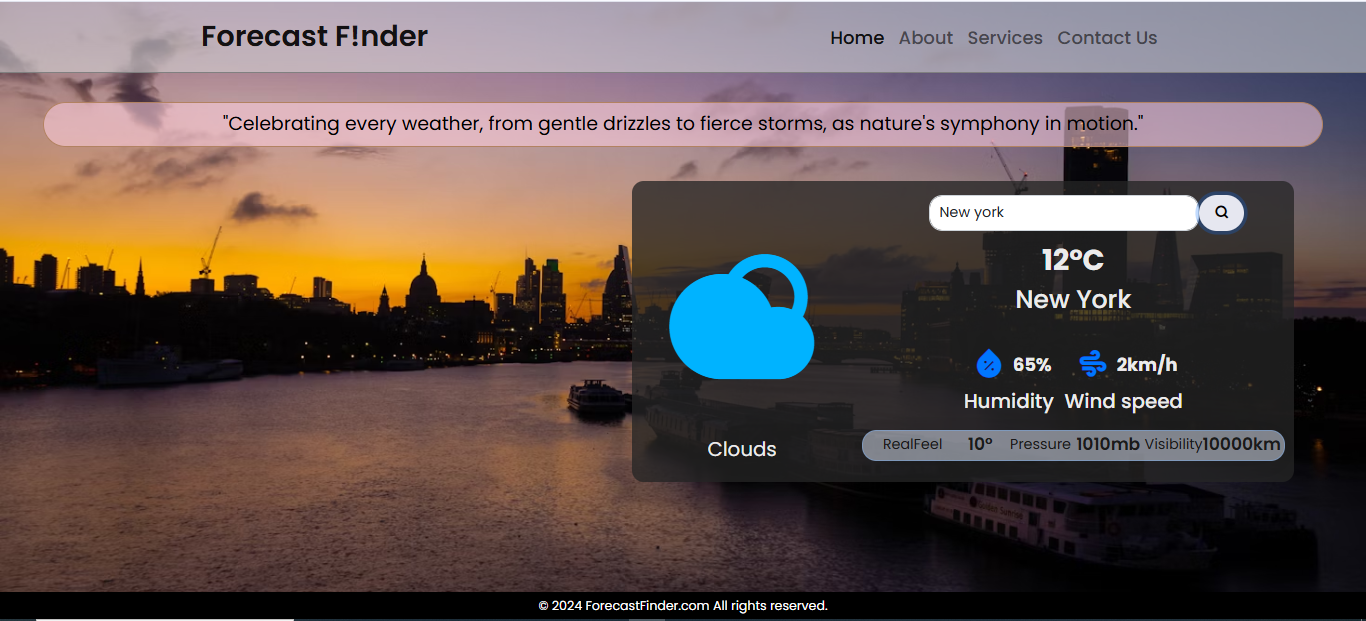 Forecast F!nder
Home About Services Contact Us
"Celebrating every weather, from gentle drizzles to fierce storms, as nature's symphony in motion."
New york
12°C
New York
65% 2km/h
Humidity Wind speed
Clouds
RealFeel 10° Pressure 1010mb Visibility10000km
© 2024 ForecastFinder.com All rights reserved.